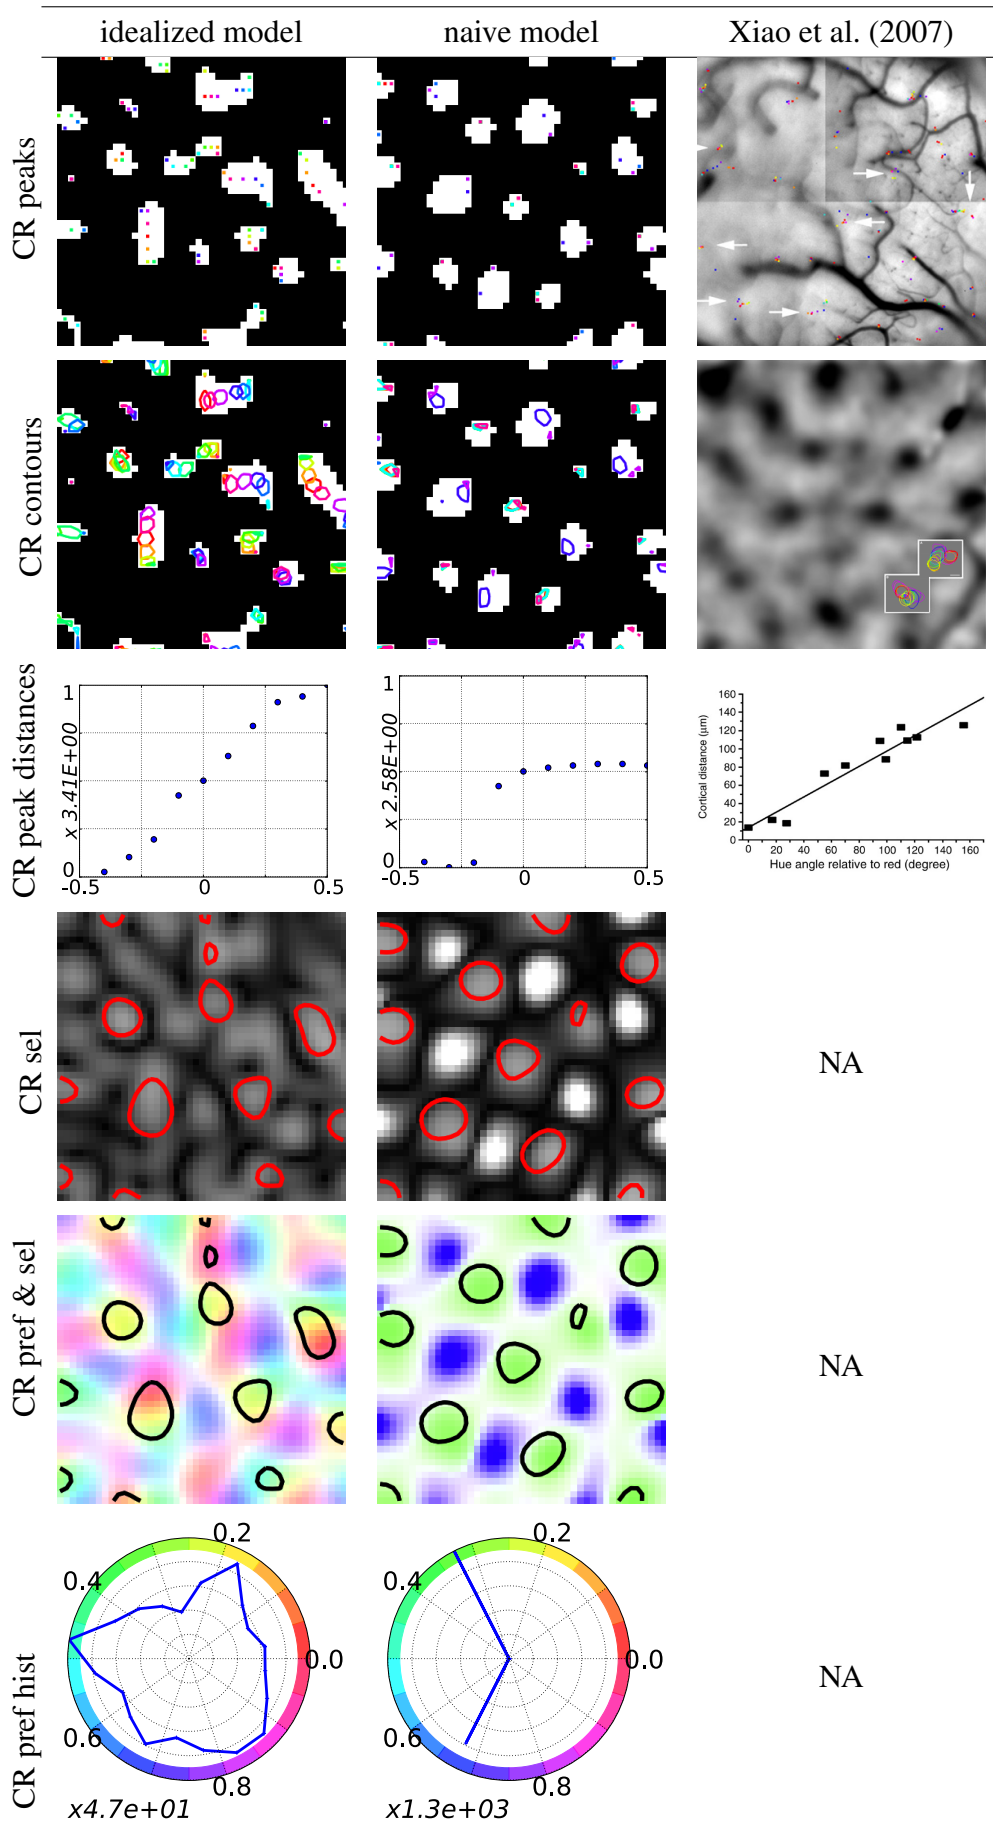 idealized model naive model Xiao et al. (2007)
CR peaks
CR contours
CR peak distances
1
x 3.41E+00
0
-0.5 0 0.5
1
x 2.58E+00
0
-0.5 0 0.5
Cortical distance (μm)
160
140
120
100
80
60
40
20
0
0 20 40 60 80 100 120 140 160
Hue angle relative to red (degree)
CR sel
NA
CR pref & sel
NA
CR pref hist
0.2
0.4
0.0
0.6
0.8
x4.7e+01
0.2
0.4
0.0
0.6
0.8
x1.3e+03
NA